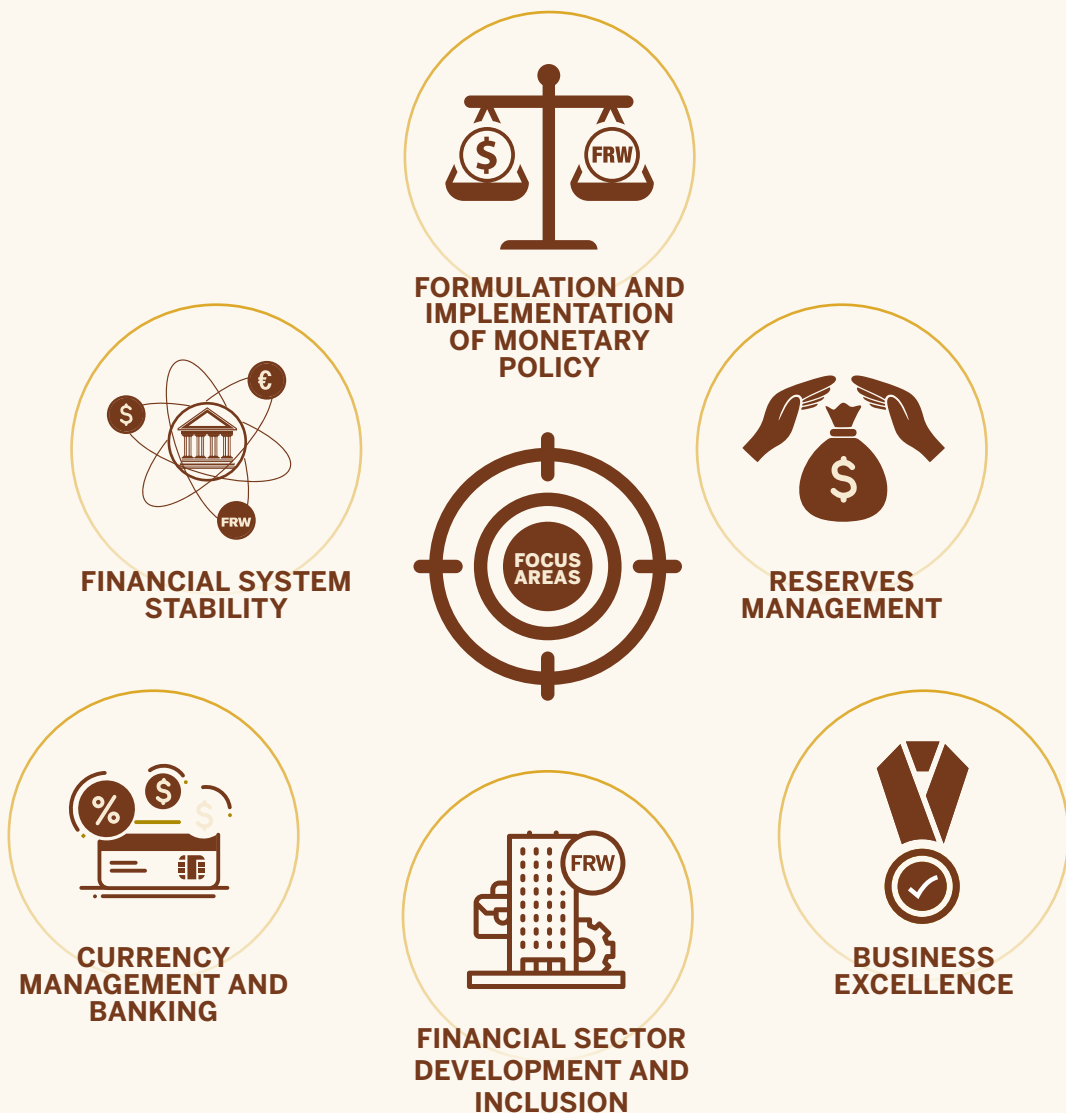 $
FRW
FORMULATION AND
IMPLEMENTATION
OF MONETARY
POLICY
$
€
FRW
FINANCIAL SYSTEM
STABILITY
FOCUS
AREAS
$
RESERVES
MANAGEMENT
%
$
$
CURRENCY
MANAGEMENT AND
BANKING
FRW
FINANCIAL SECTOR
DEVELOPMENT AND
INCLUSION
BUSINESS
EXCELLENCE